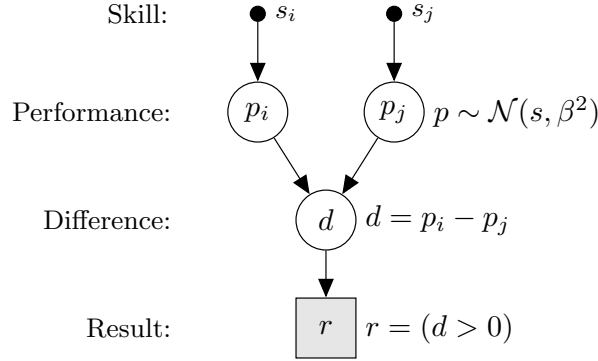 Skill: s_i s_j
Performance: p_i p_j p ∼ 𝒩(s, β²)
Difference: d d = p_i − p_j
Result: r r = (d > 0)